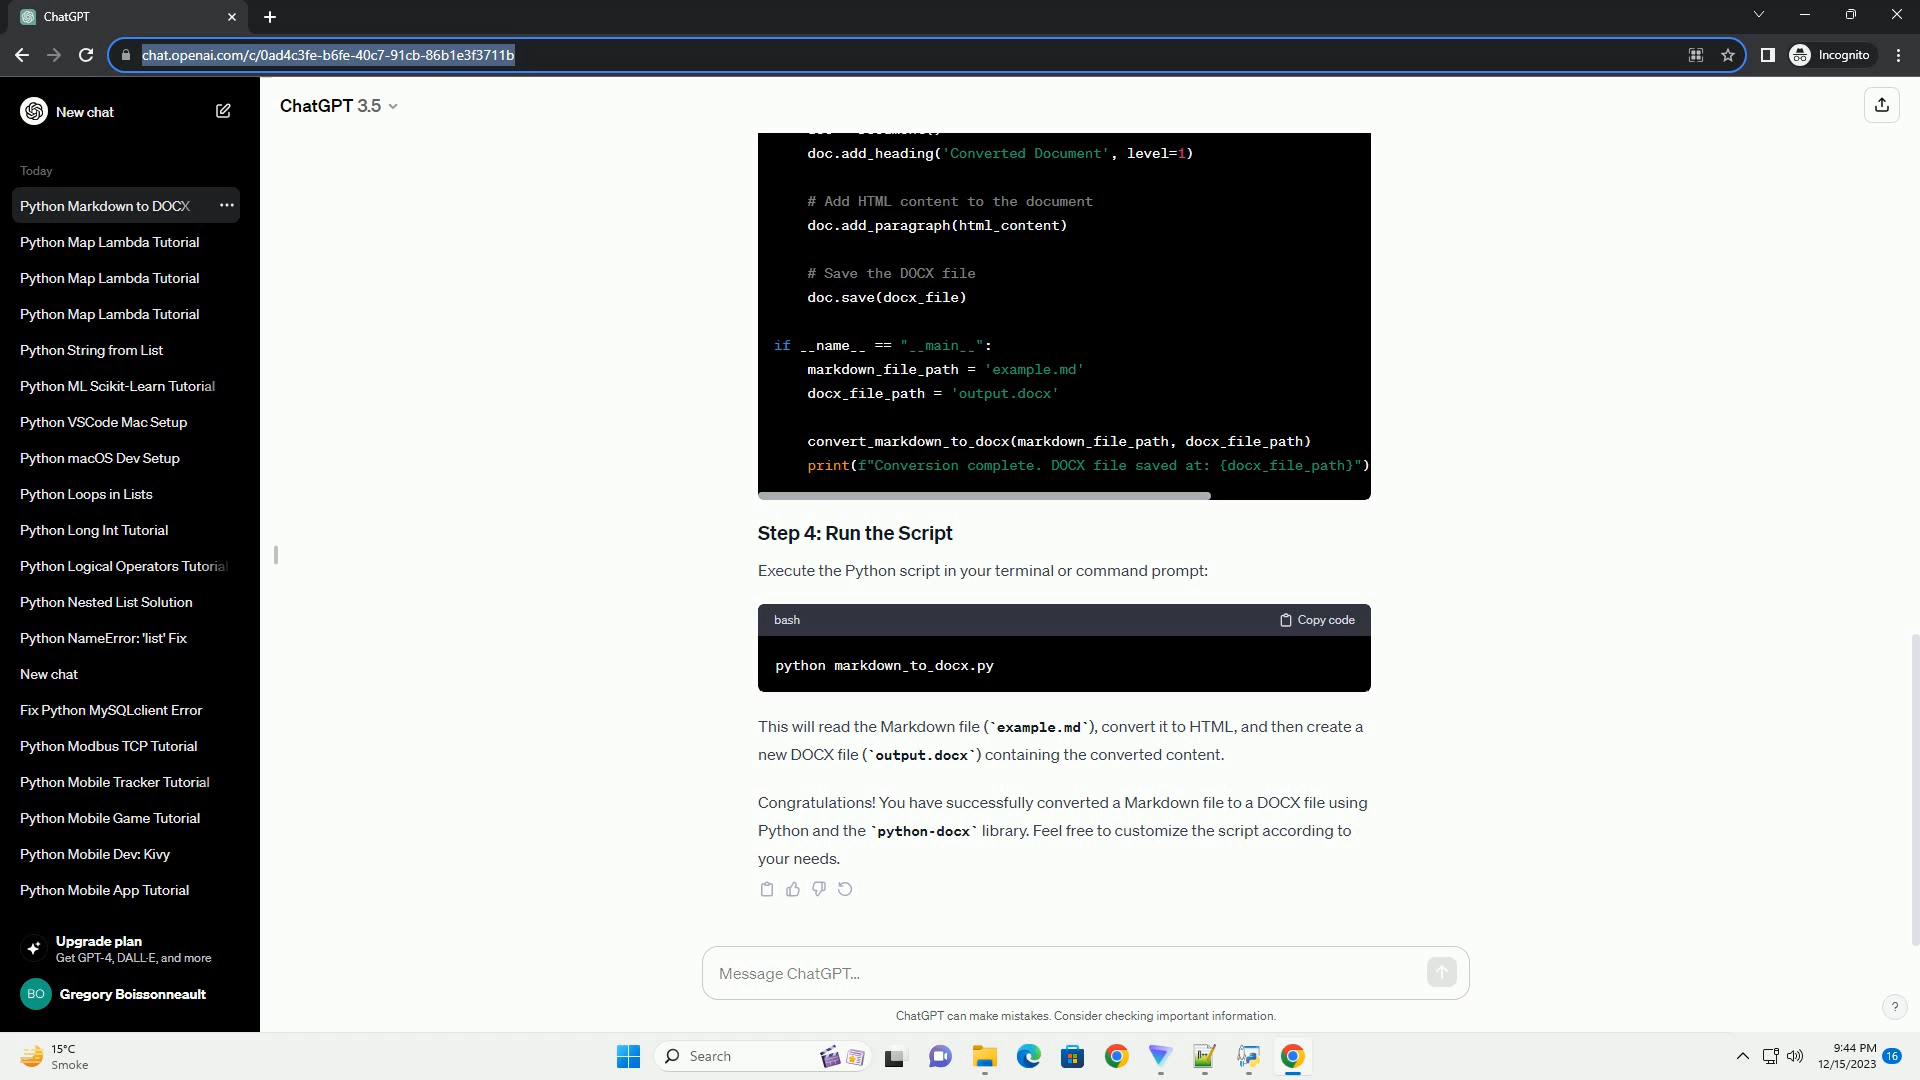 ChatGPT
chat.openai.com/c/0ad4c3fe-b6fe-40c7-91cb-86b1e3f3711b
Incognito
New chat
Today
Python Markdown to DOCX
Python Map Lambda Tutorial
Python Map Lambda Tutorial
Python Map Lambda Tutorial
Python String from List
Python ML Scikit-Learn Tutorial
Python VSCode Mac Setup
Python macOS Dev Setup
Python Loops in Lists
Python Long Int Tutorial
Python Logical Operators Tutorial
Python Nested List Solution
Python NameError: 'list' Fix
New chat
Fix Python MySQLclient Error
Python Modbus TCP Tutorial
Python Mobile Tracker Tutorial
Python Mobile Game Tutorial
Python Mobile Dev: Kivy
Python Mobile App Tutorial
Upgrade plan
Get GPT-4, DALL·E, and more
BO
Gregory Boissonneault
ChatGPT 3.5
doc.add_heading('Converted Document', level=1)
# Add HTML content to the document
doc.add_paragraph(html_content)
# Save the DOCX file
doc.save(docx_file)
if __name__ == "__main__":
markdown_file_path = 'example.md'
docx_file_path = 'output.docx'
convert_markdown_to_docx(markdown_file_path, docx_file_path)
print(f"Conversion complete. DOCX file saved at: {docx_file_path}")
Step 4: Run the Script
Execute the Python script in your terminal or command prompt:
bash
Copy code
python markdown_to_docx.py
This will read the Markdown file (`example.md`), convert it to HTML, and then create a
new DOCX file (`output.docx`) containing the converted content.
Congratulations! You have successfully converted a Markdown file to a DOCX file using
Python and the `python-docx` library. Feel free to customize the script according to
your needs.
Message ChatGPT...
ChatGPT can make mistakes. Consider checking important information.
?
15°C
Smoke
Search
9:44 PM
12/15/2023
16